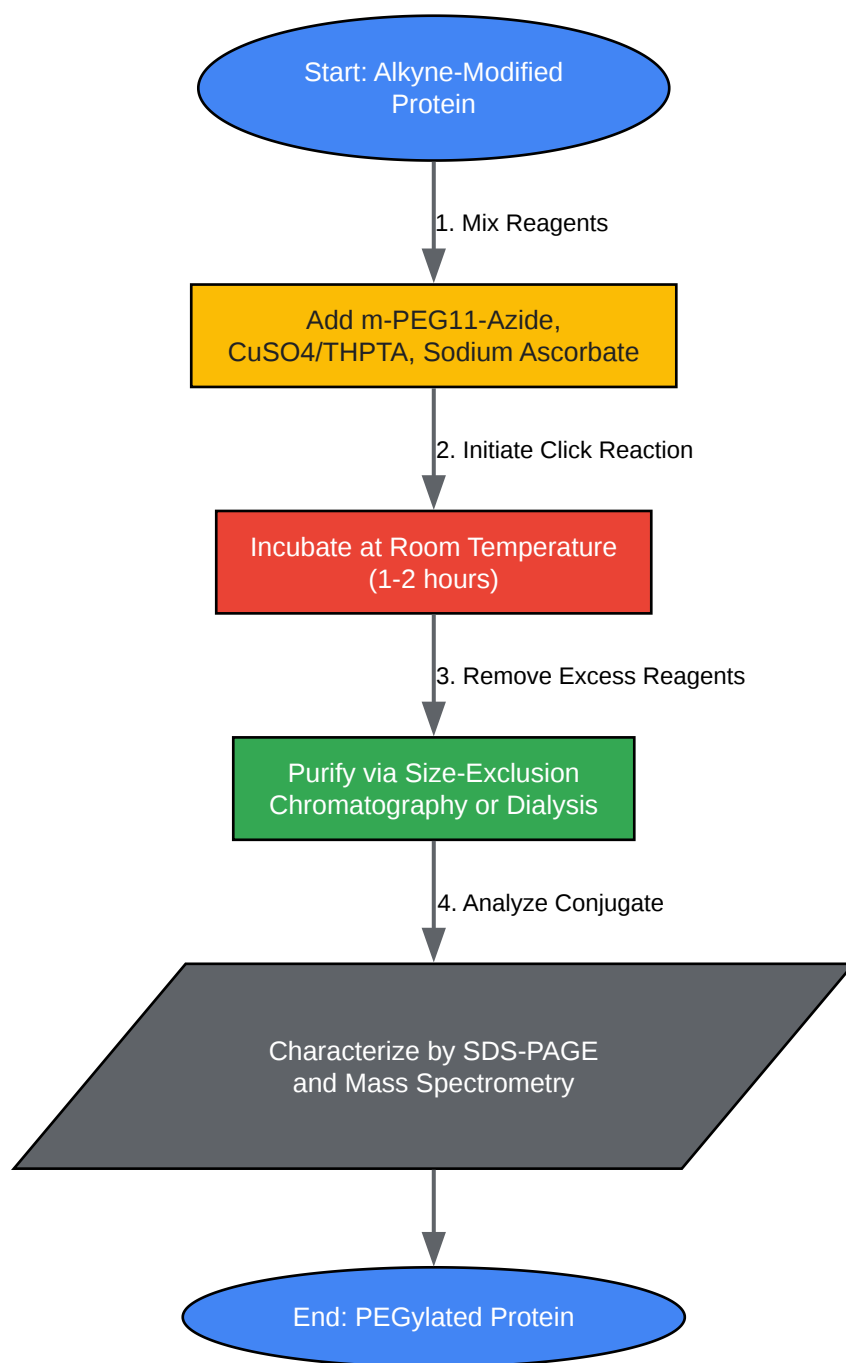 Start: Alkyne-Modified
Protein
1. Mix Reagents
Add m-PEG11-Azide,
CuSO4/THPTA, Sodium Ascorbate
2. Initiate Click Reaction
Incubate at Room Temperature
(1-2 hours)
3. Remove Excess Reagents
Purify via Size-Exclusion
Chromatography or Dialysis
4. Analyze Conjugate
Characterize by SDS-PAGE
and Mass Spectrometry
End: PEGylated Protein